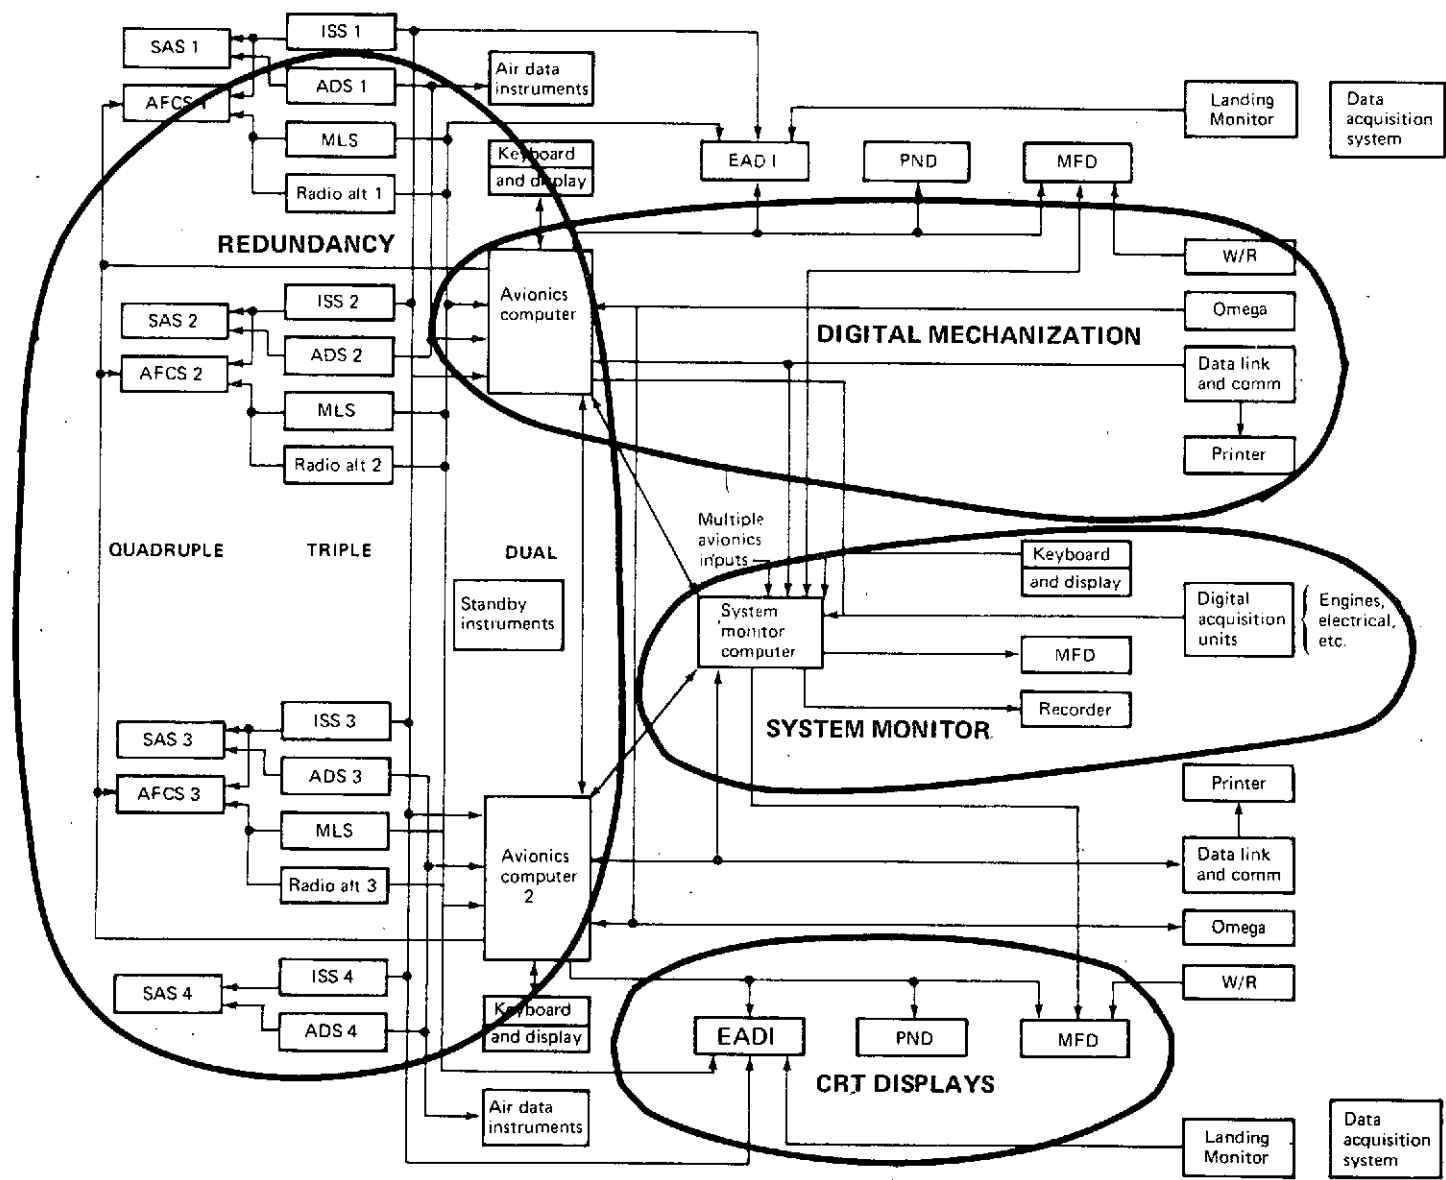 ISS 1
SAS 1
ADS 1
Air data
instruments
AFCS 1
Landing
Monitor
Data
acquisition
system
MLS
Keyboard
and display
EADI
PND
MFD
Radio alt 1
REDUNDANCY
W/R
Avionics
computer
ISS 2
SAS 2
Omega
DIGITAL MECHANIZATION
ADS 2
AFCS 2
Data link
and comm
MLS
Radio alt 2
Printer
Multiple
avionics
inputs
QUADRUPLE
TRIPLE
DUAL
Keyboard
and display
Standby
instruments
System
monitor
computer
Digital
acquisition
units
Engines,
electrical,
etc.
MFD
Recorder
SYSTEM MONITOR
ISS 3
SAS 3
ADS 3
AFCS 3
Printer
MLS
Avionics
computer
2
Data link
and comm
Radio alt 3
Omega
ISS 4
SAS 4
W/R
Keyboard
and display
ADS 4
EADI
PND
MFD
CRT DISPLAYS
Air data
instruments
Landing
Monitor
Data
acquisition
system